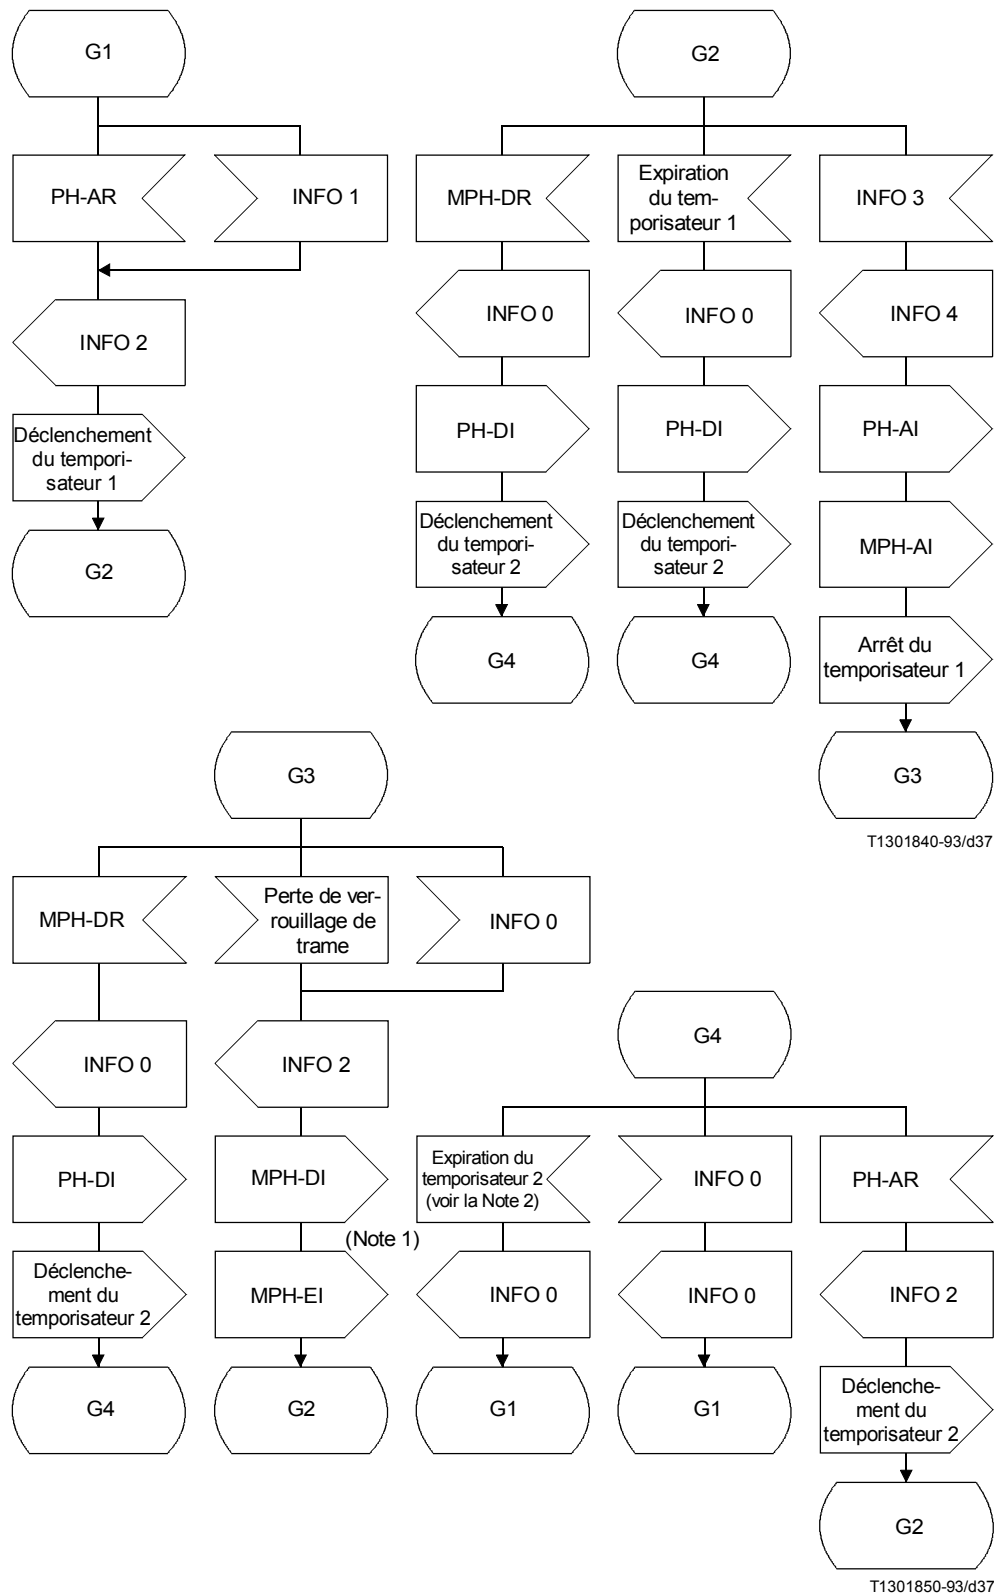 G1
PH-AR
INFO 1
INFO 2
Déclenchement
du tempori-
sateur 1
G2
G2
MPH-DR
INFO 0
PH-DI
Déclenchement
du tempori-
sateur 2
G4
Expiration
du tem-
porisateur 1
INFO 0
PH-DI
Déclenchement
du tempori-
sateur 2
G4
INFO 3
INFO 4
PH-AI
MPH-AI
Arrêt du
temporisateur 1
G3
T1301840-93/d37
G3
MPH-DR
INFO 0
PH-DI
Déclenche-
ment du
temporisateur 2
G4
Perte de ver-
rouillage de
trame
INFO 0
INFO 2
MPH-DI
(Note 1)
MPH-EI
G2
G4
Expiration du
temporisateur 2
(voir la Note 2)
INFO 0
G1
INFO 0
INFO 0
G1
PH-AR
INFO 2
Déclenche-
ment du
temporisateur 2
G2
T1301850-93/d37